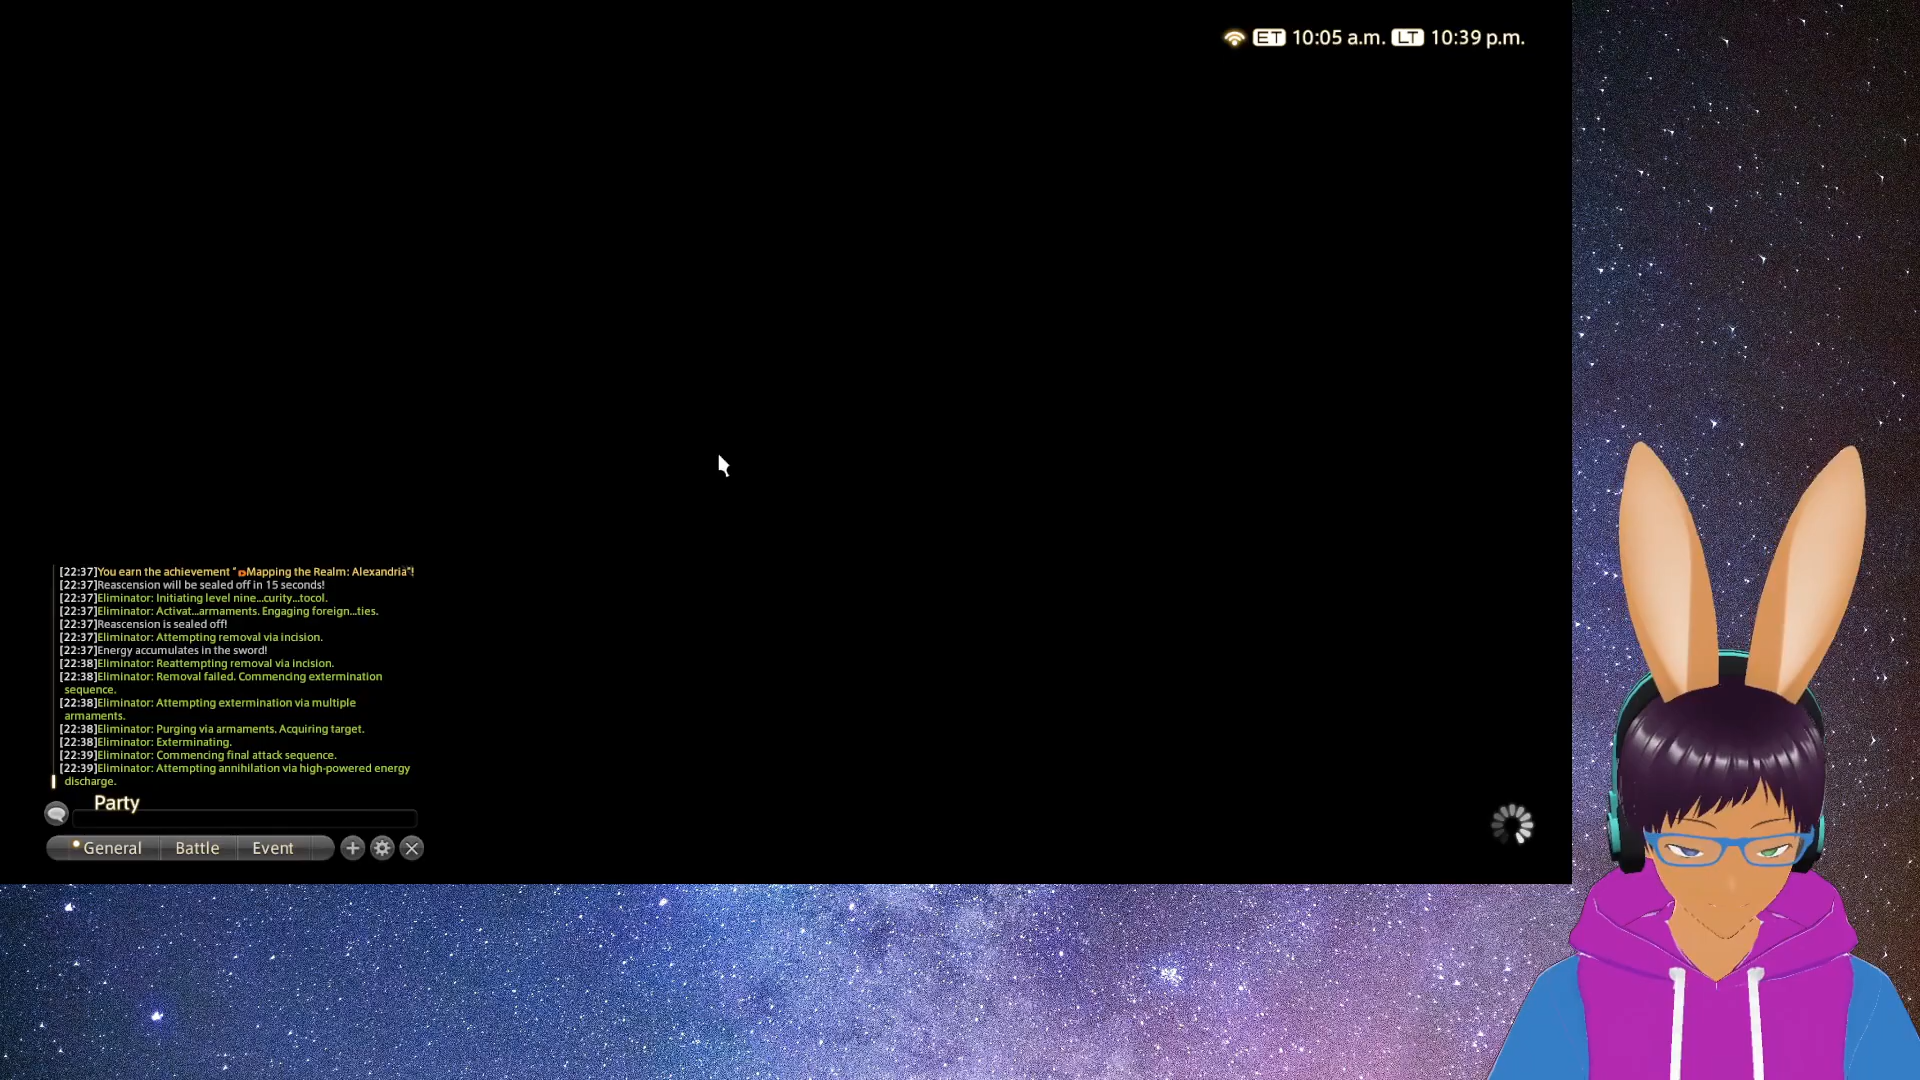 ET 10:05 a.m. LT 10:39 p.m.
[22:37]You earn the achievement "Mapping the Realm: Alexandria"!
[22:37]Reascension will be sealed off in 15 seconds!
[22:37]Eliminator: Initiating level nine...curity...tocol.
[22:37]Eliminator: Activat...armaments. Engaging foreign...ties.
[22:37]Reascension is sealed off!
[22:37]Eliminator: Attempting removal via incision.
[22:37]Energy accumulates in the sword!
[22:38]Eliminator: Reattempting removal via incision.
[22:38]Eliminator: Removal failed. Commencing extermination
sequence.
[22:38]Eliminator: Attempting extermination via multiple
armaments.
[22:38]Eliminator: Purging via armaments. Acquiring target.
[22:38]Eliminator: Exterminating.
[22:39]Eliminator: Commencing final attack sequence.
[22:39]Eliminator: Attempting annihilation via high-powered energy
discharge.
Party
General Battle Event